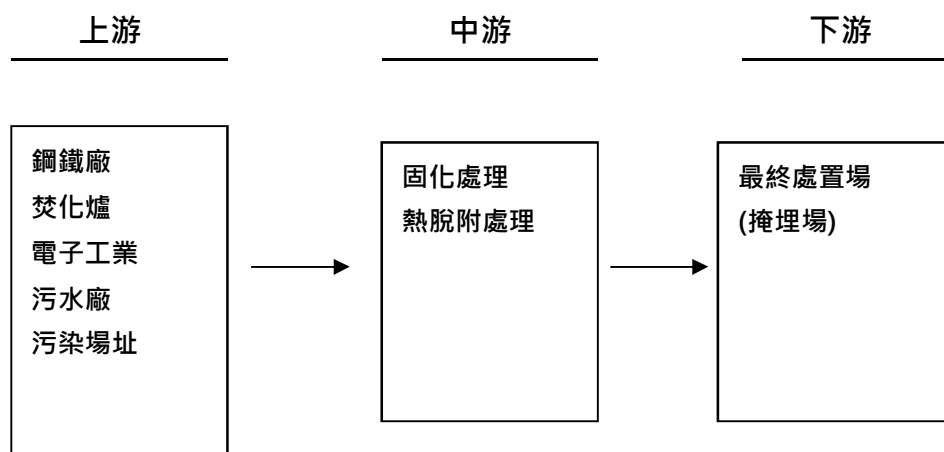 上游
中游
下游
鋼鐵廠
焚化爐
電子工業
污水廠
污染場址
固化處理
熱脫附處理
最終處置場
(掩埋場)